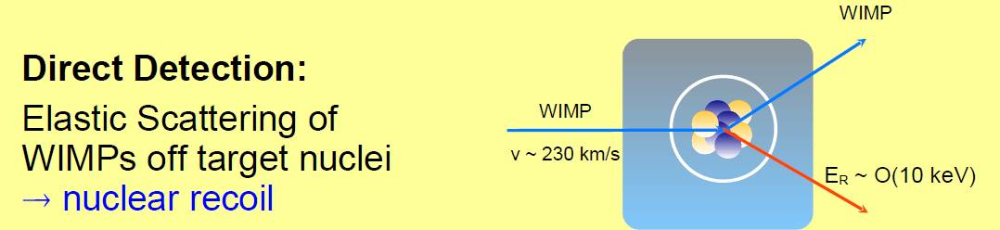 Direct Detection:
Elastic Scattering of
WIMPs off target nuclei
→ nuclear recoil
WIMP
WIMP
v ~ 230 km/s
E_R ~ O(10 keV)